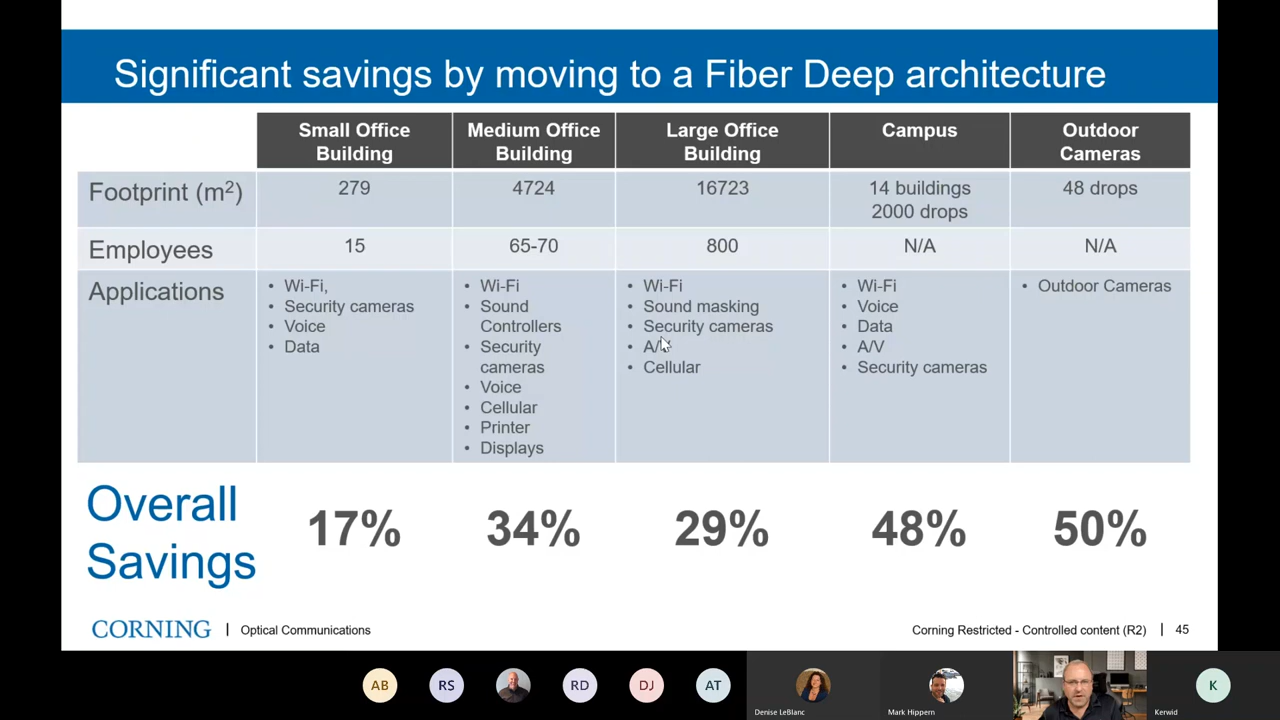 Significant savings by moving to a Fiber Deep architecture
Small Office
Building
Medium Office
Building
Large Office
Building
Campus
Outdoor
Cameras
Footprint (m²)
279
4724
16723
14 buildings
2000 drops
48 drops
Employees
15
65-70
800
N/A
N/A
Applications
• Wi-Fi,
• Security cameras
• Voice
• Data
• Wi-Fi
• Sound
Controllers
• Security
cameras
• Voice
• Cellular
• Printer
• Displays
• Wi-Fi
• Sound masking
• Security cameras
• A/V
• Cellular
• Wi-Fi
• Voice
• Data
• A/V
• Security cameras
• Outdoor Cameras
Overall
Savings
17%
34%
29%
48%
50%
CORNING | Optical Communications
Corning Restricted - Controlled content (R2) | 45
AB
RS
RD
DJ
AT
Denise LeBlanc
Mark Hippern
K
Kerwid